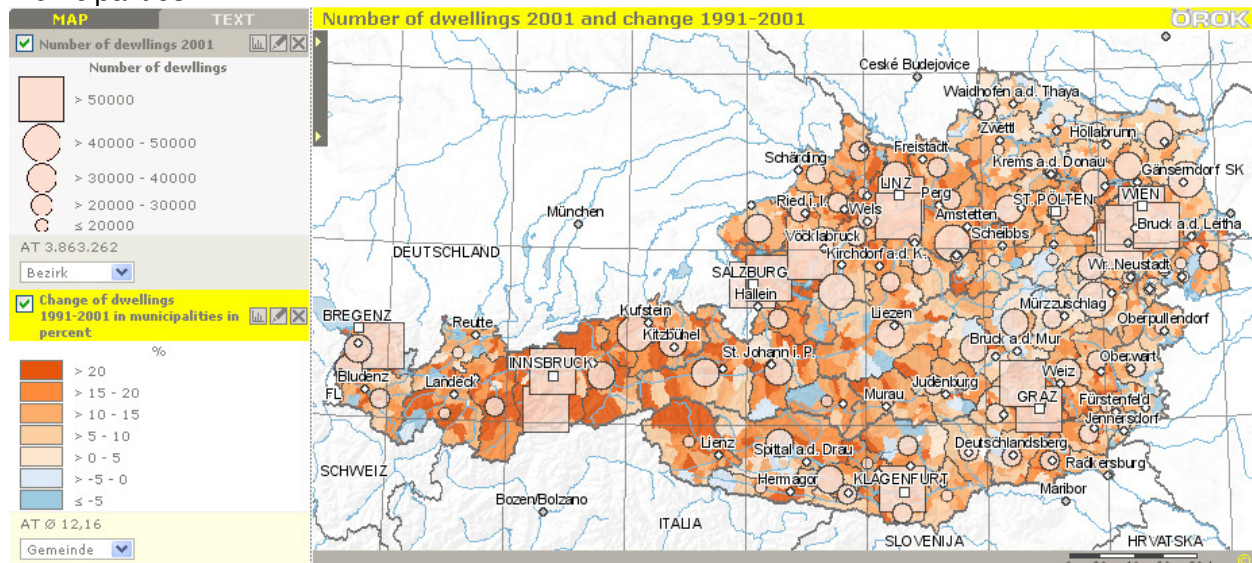 MAP
TEXT
Number of dewllings 2001
Number of dewllings
> 50000
> 40000 - 50000
> 30000 - 40000
> 20000 - 30000
≤ 20000
AT 3.863.262
Bezirk
Change of dwellings
1991-2001 in municipalities in
percent
%
> 20
> 15 - 20
> 10 - 15
> 5 - 10
> 0 - 5
> -5 - 0
≤ -5
AT Ø 12,16
Gemeinde
Number of dwellings 2001 and change 1991-2001
ÖROK
České Budejovice
Waidhofen a.d. Thaya
Zwettl
Hollabrunn
Freistadt
Schärding
Krems a.d. Donau
Gänserndorf SK
LINZ
Perg
ST.PÖLTEN
WIEN
Ried i.I.
Wels
Amstetten
München
Scheibbs
Bruck a.d. Leitha
Vöcklabruck
DEUTSCHLAND
Kirchdorf a.d. K.
SALZBURG
Wr. Neustadt
Hallein
Mürzzuschlag
Kufstein
BREGENZ
Reutte
Liezen
Oberpullendorf
Kitzbühel
Bruck a.d. Mur
St. Johann i. P.
INNSBRUCK
Oberwart
Bludenz
Landeck
Judenburg
Weiz
FL
Murau
GRAZ
Fürstenfeld
Jennersdorf
Lienz
Spittal a.d. Drau
Deutschlandsberg
SCHWEIZ
Hermagor
KLAGENFURT
Radkersburg
Bozen/Bolzano
Maribor
ITALIA
SLOVENIJA
HRVATSKA